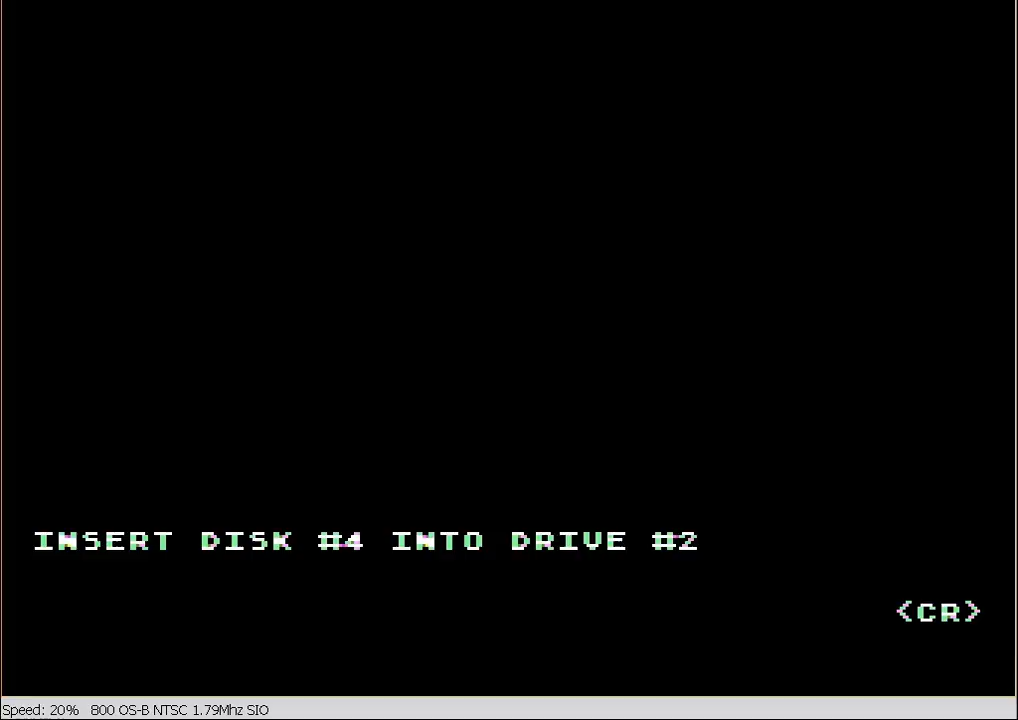 INSERT DISK #4 INTO DRIVE #2
<CR>
Speed: 20% 800 OS-B NTSC 1.79Mhz SIO